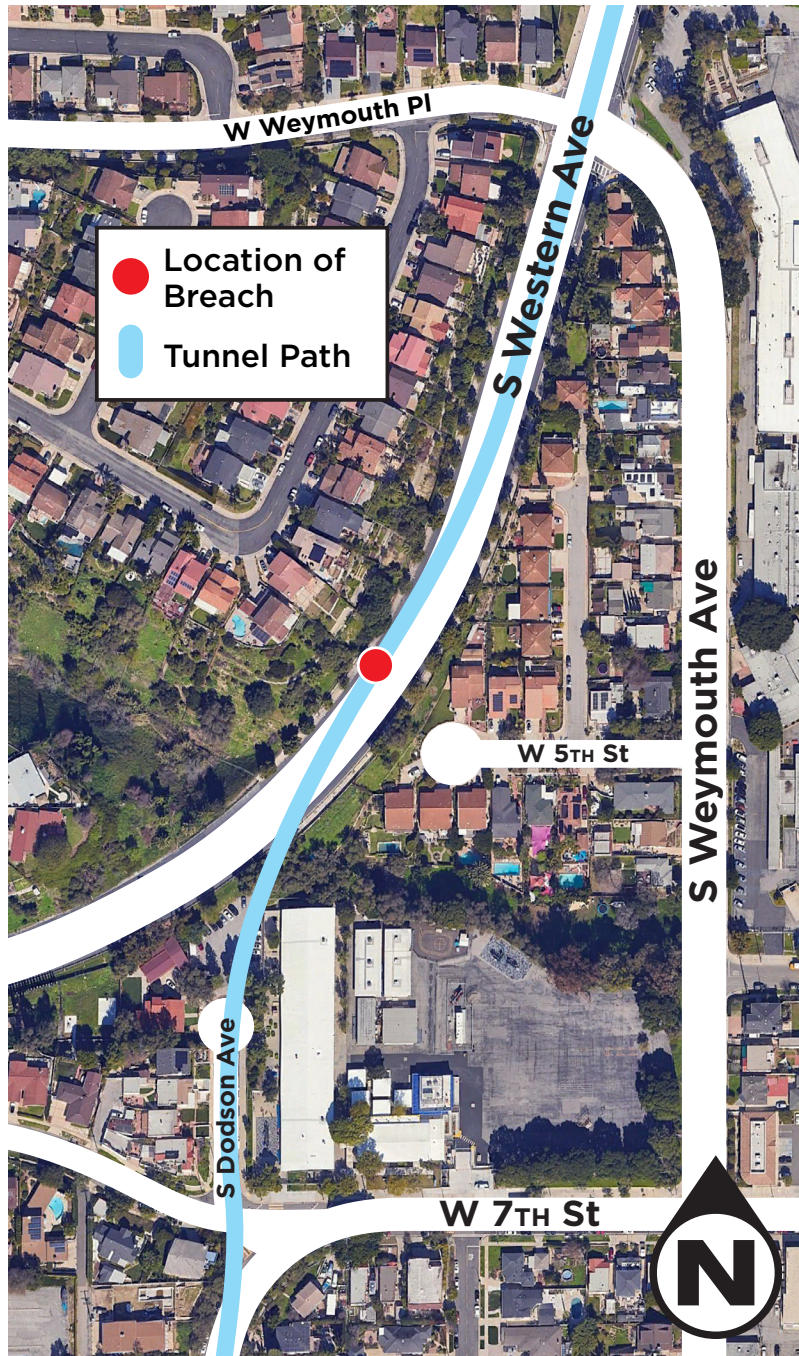 W Weymouth Pl
S Western Ave
Location of
Breach
Tunnel Path
S Weymouth Ave
W 5TH St
S Dodson Ave
W 7TH St
N